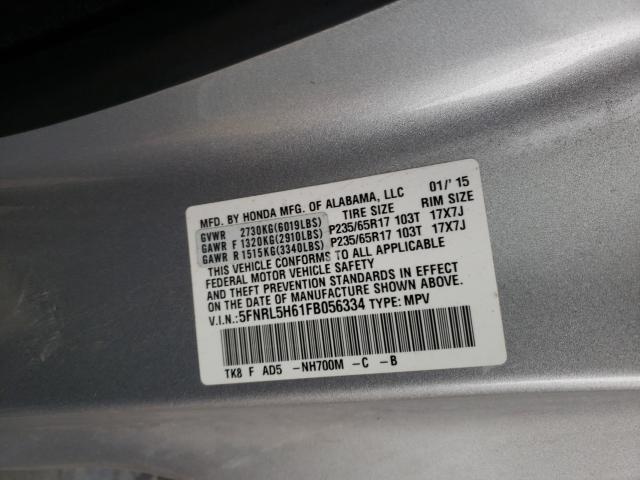 MFD. BY HONDA MFG. OF ALABAMA, LLC 01/'15
TIRE SIZE RIM SIZE
GVWR 2730KG(6019LBS)
GAWR F 1320KG(2910LBS) P235/65R17 103T 17X7J
GAWR R 1515KG(3340LBS) P235/65R17 103T 17X7J
THIS VEHICLE CONFORMS TO ALL APPLICABLE
FEDERAL MOTOR VEHICLE SAFETY
AND THEFT PREVENTION STANDARDS IN EFFECT
ON THE DATE OF MANUFACTURE SHOWN ABOVE.
V.I.N.: 5FNRL5H61FB056334 TYPE: MPV
TK8 F AD5 -NH700M -C -B